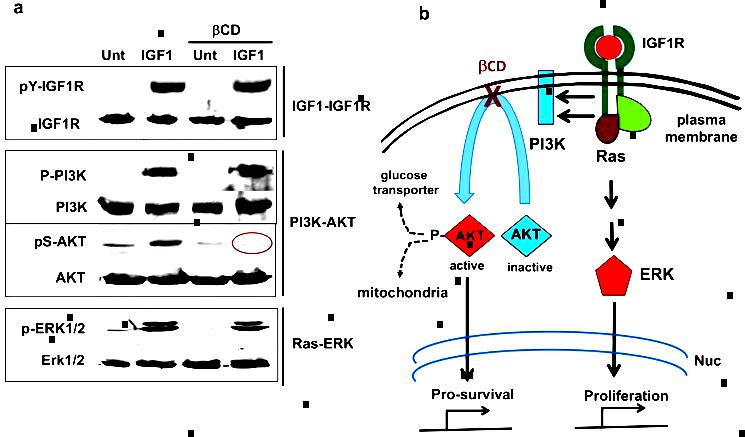 a
βCD
Unt IGF1 Unt IGF1
pY-IGF1R
IGF1R
IGF1-IGF1R
P-PI3K
PI3K
PI3K-AKT
pS-AKT
AKT
p-ERK1/2
Erk1/2
Ras-ERK
b
IGF1R
βCD
plasma
membrane
PI3K
Ras
glucose
transporter
P
AKT
AKT
active
inactive
mitochondria
ERK
Nuc
Pro-survival
Proliferation